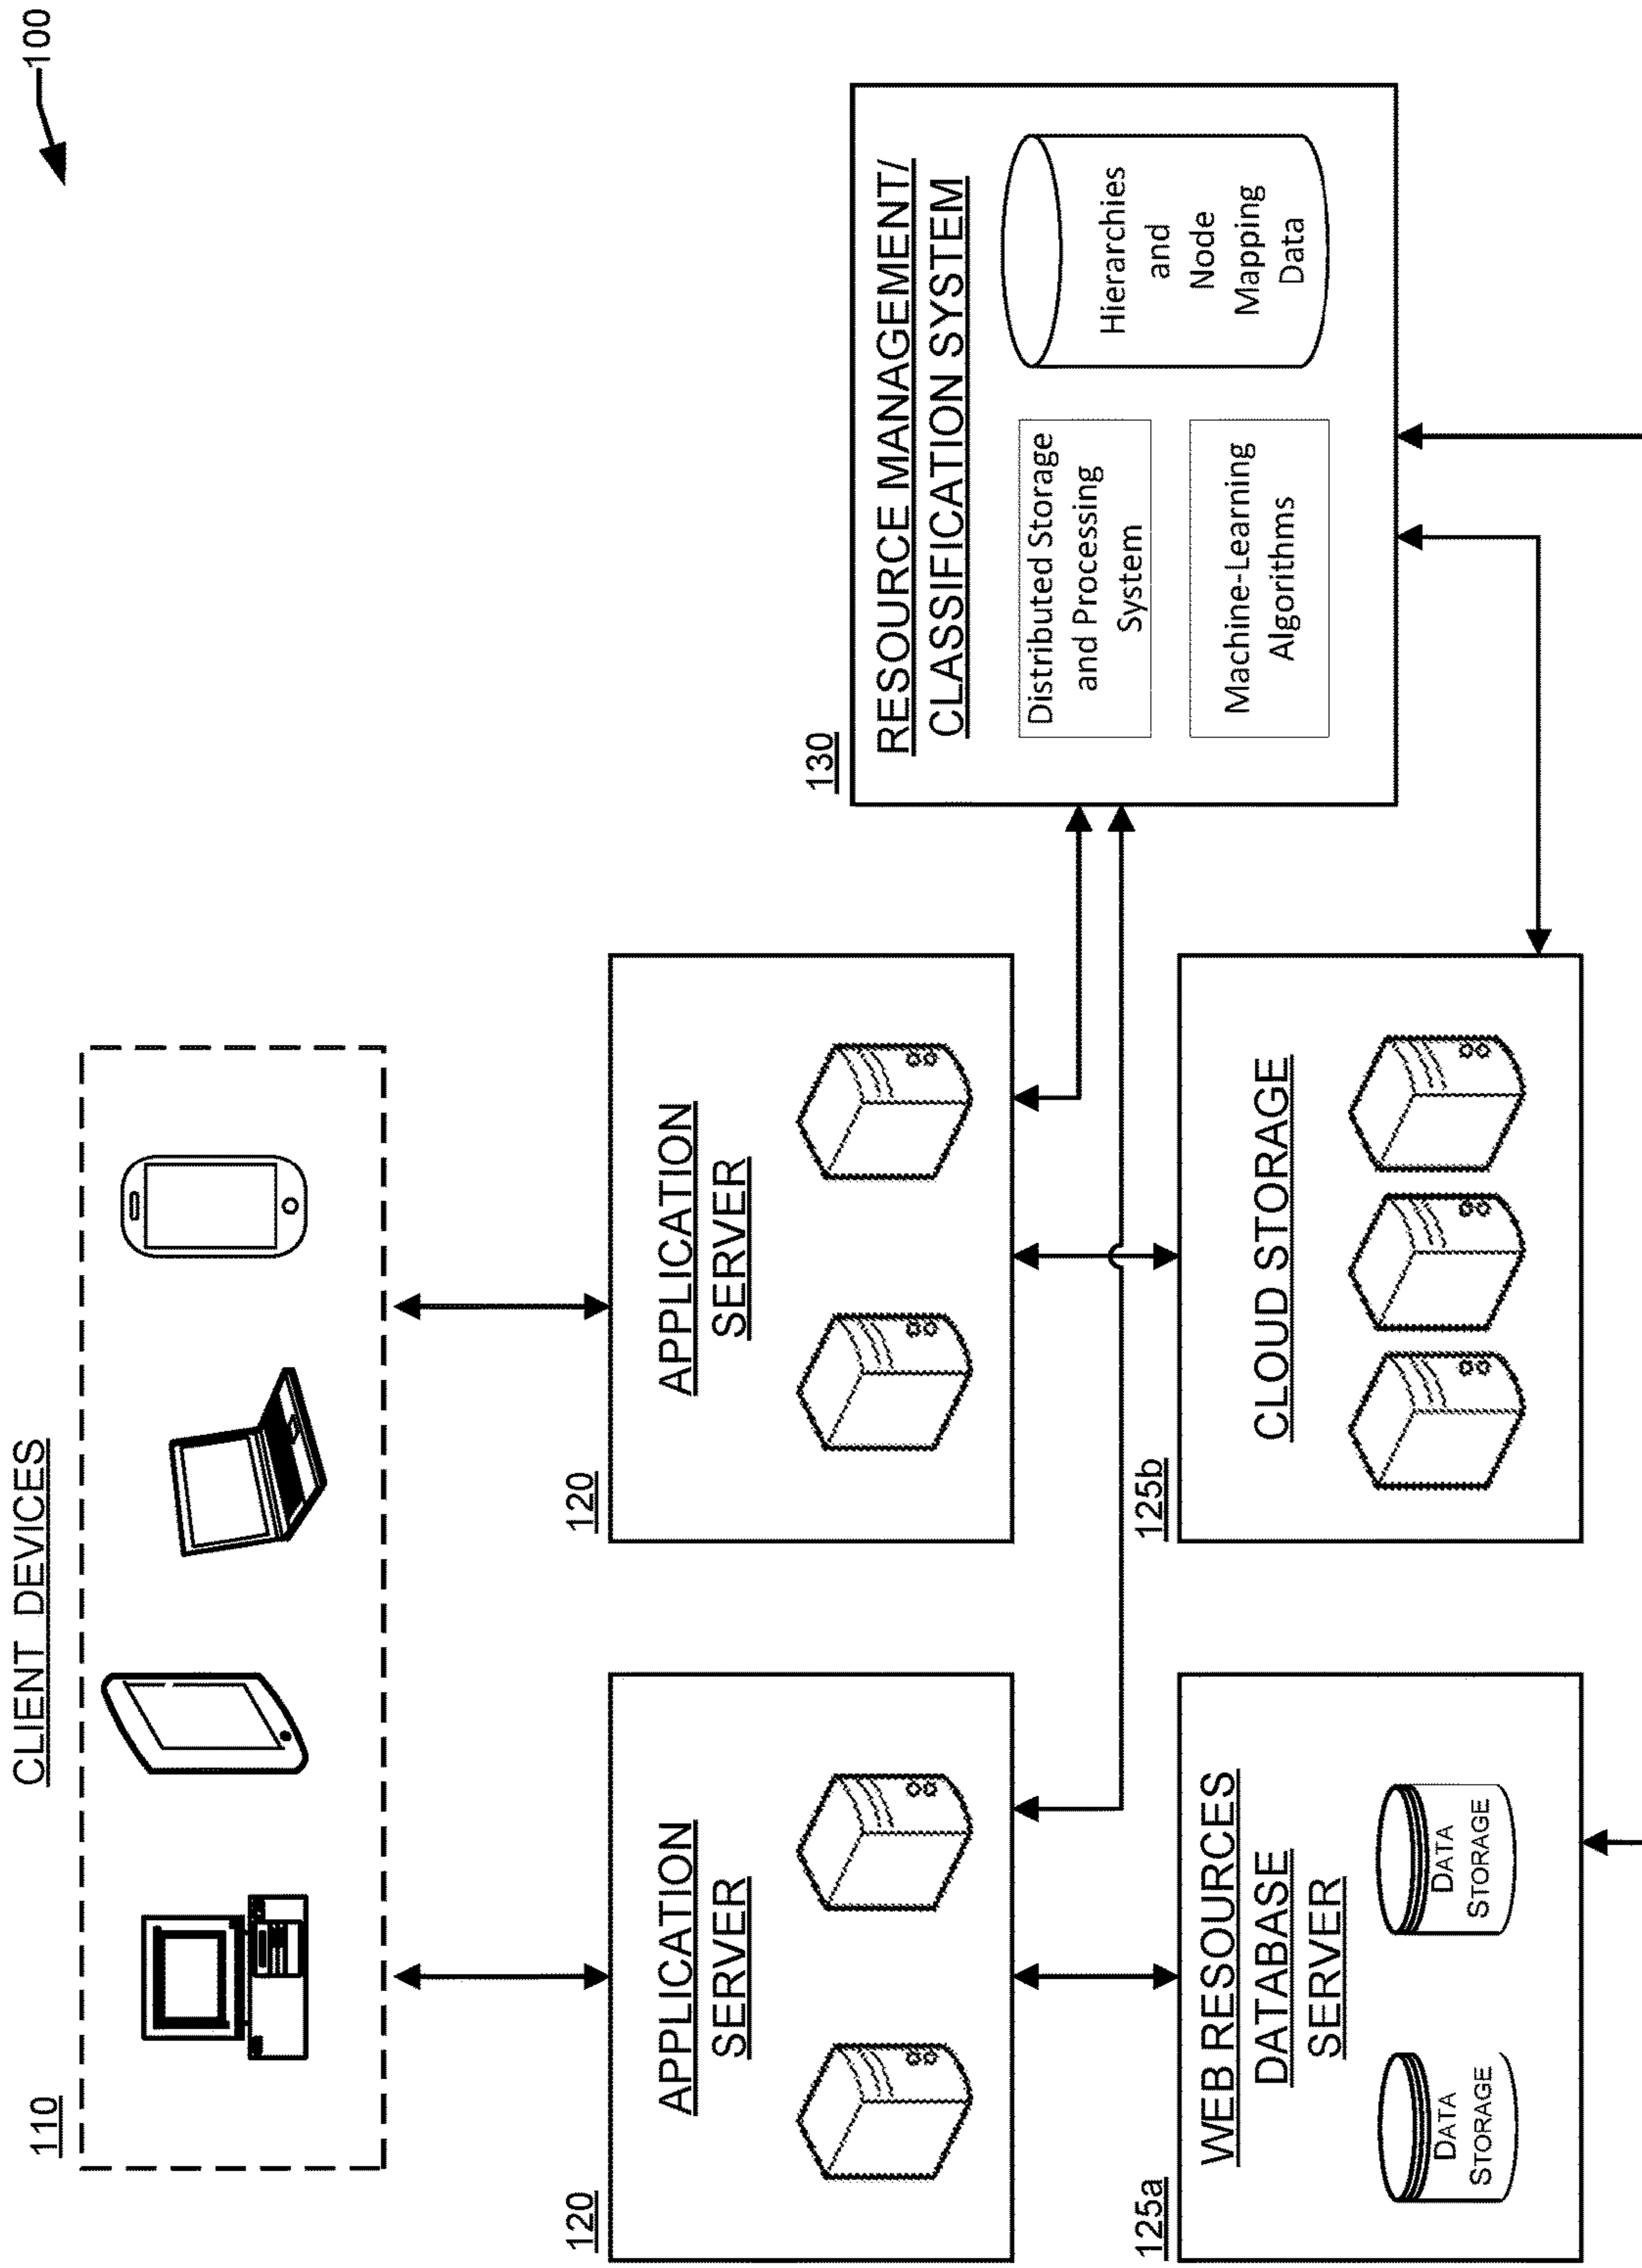 100
CLIENT DEVICES
110
120
APPLICATION
SERVER
120
APPLICATION
SERVER
130
RESOURCE MANAGEMENT/
CLASSIFICATION SYSTEM
Distributed Storage
and Processing
System
Machine-Learning
Algorithms
Hierarchies
and
Node
Mapping
Data
125a
WEB RESOURCES
DATABASE
SERVER
DATA
STORAGE
DATA
STORAGE
125b
CLOUD STORAGE